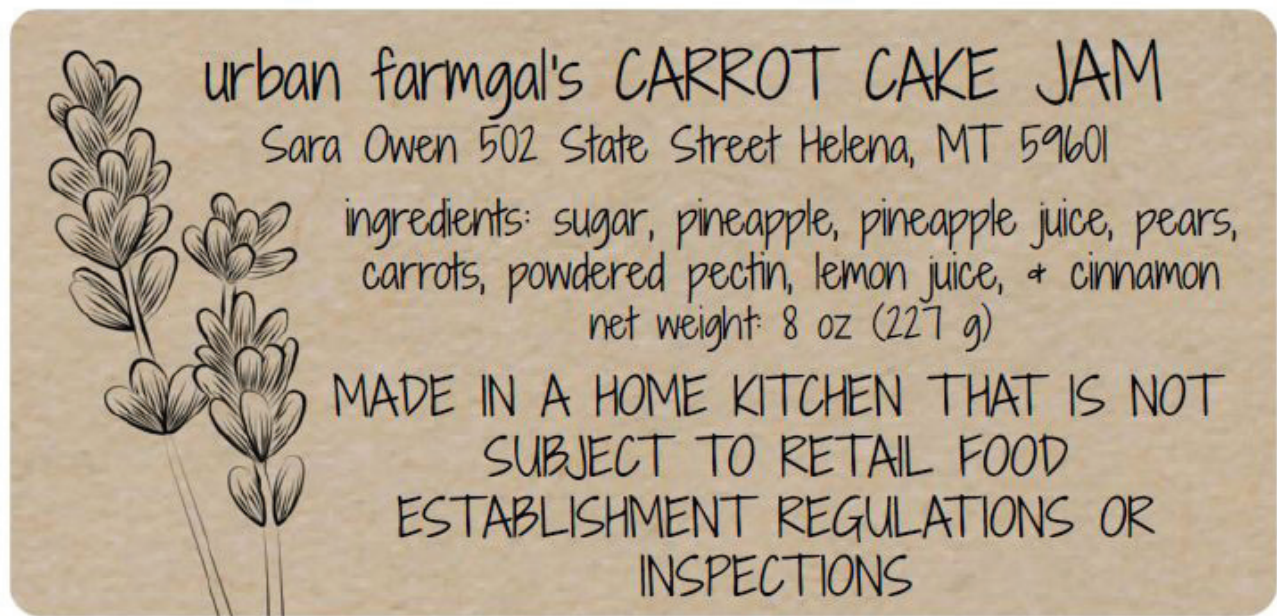 urban farmgal's CARROT CAKE JAM
Sara Owen 502 State Street Helena, MT 59601
ingredients: sugar, pineapple, pineapple juice, pears,
carrots, powdered pectin, lemon juice, & cinnamon
net weight: 8 oz (227 g)
MADE IN A HOME KITCHEN THAT IS NOT
SUBJECT TO RETAIL FOOD
ESTABLISHMENT REGULATIONS OR
INSPECTIONS